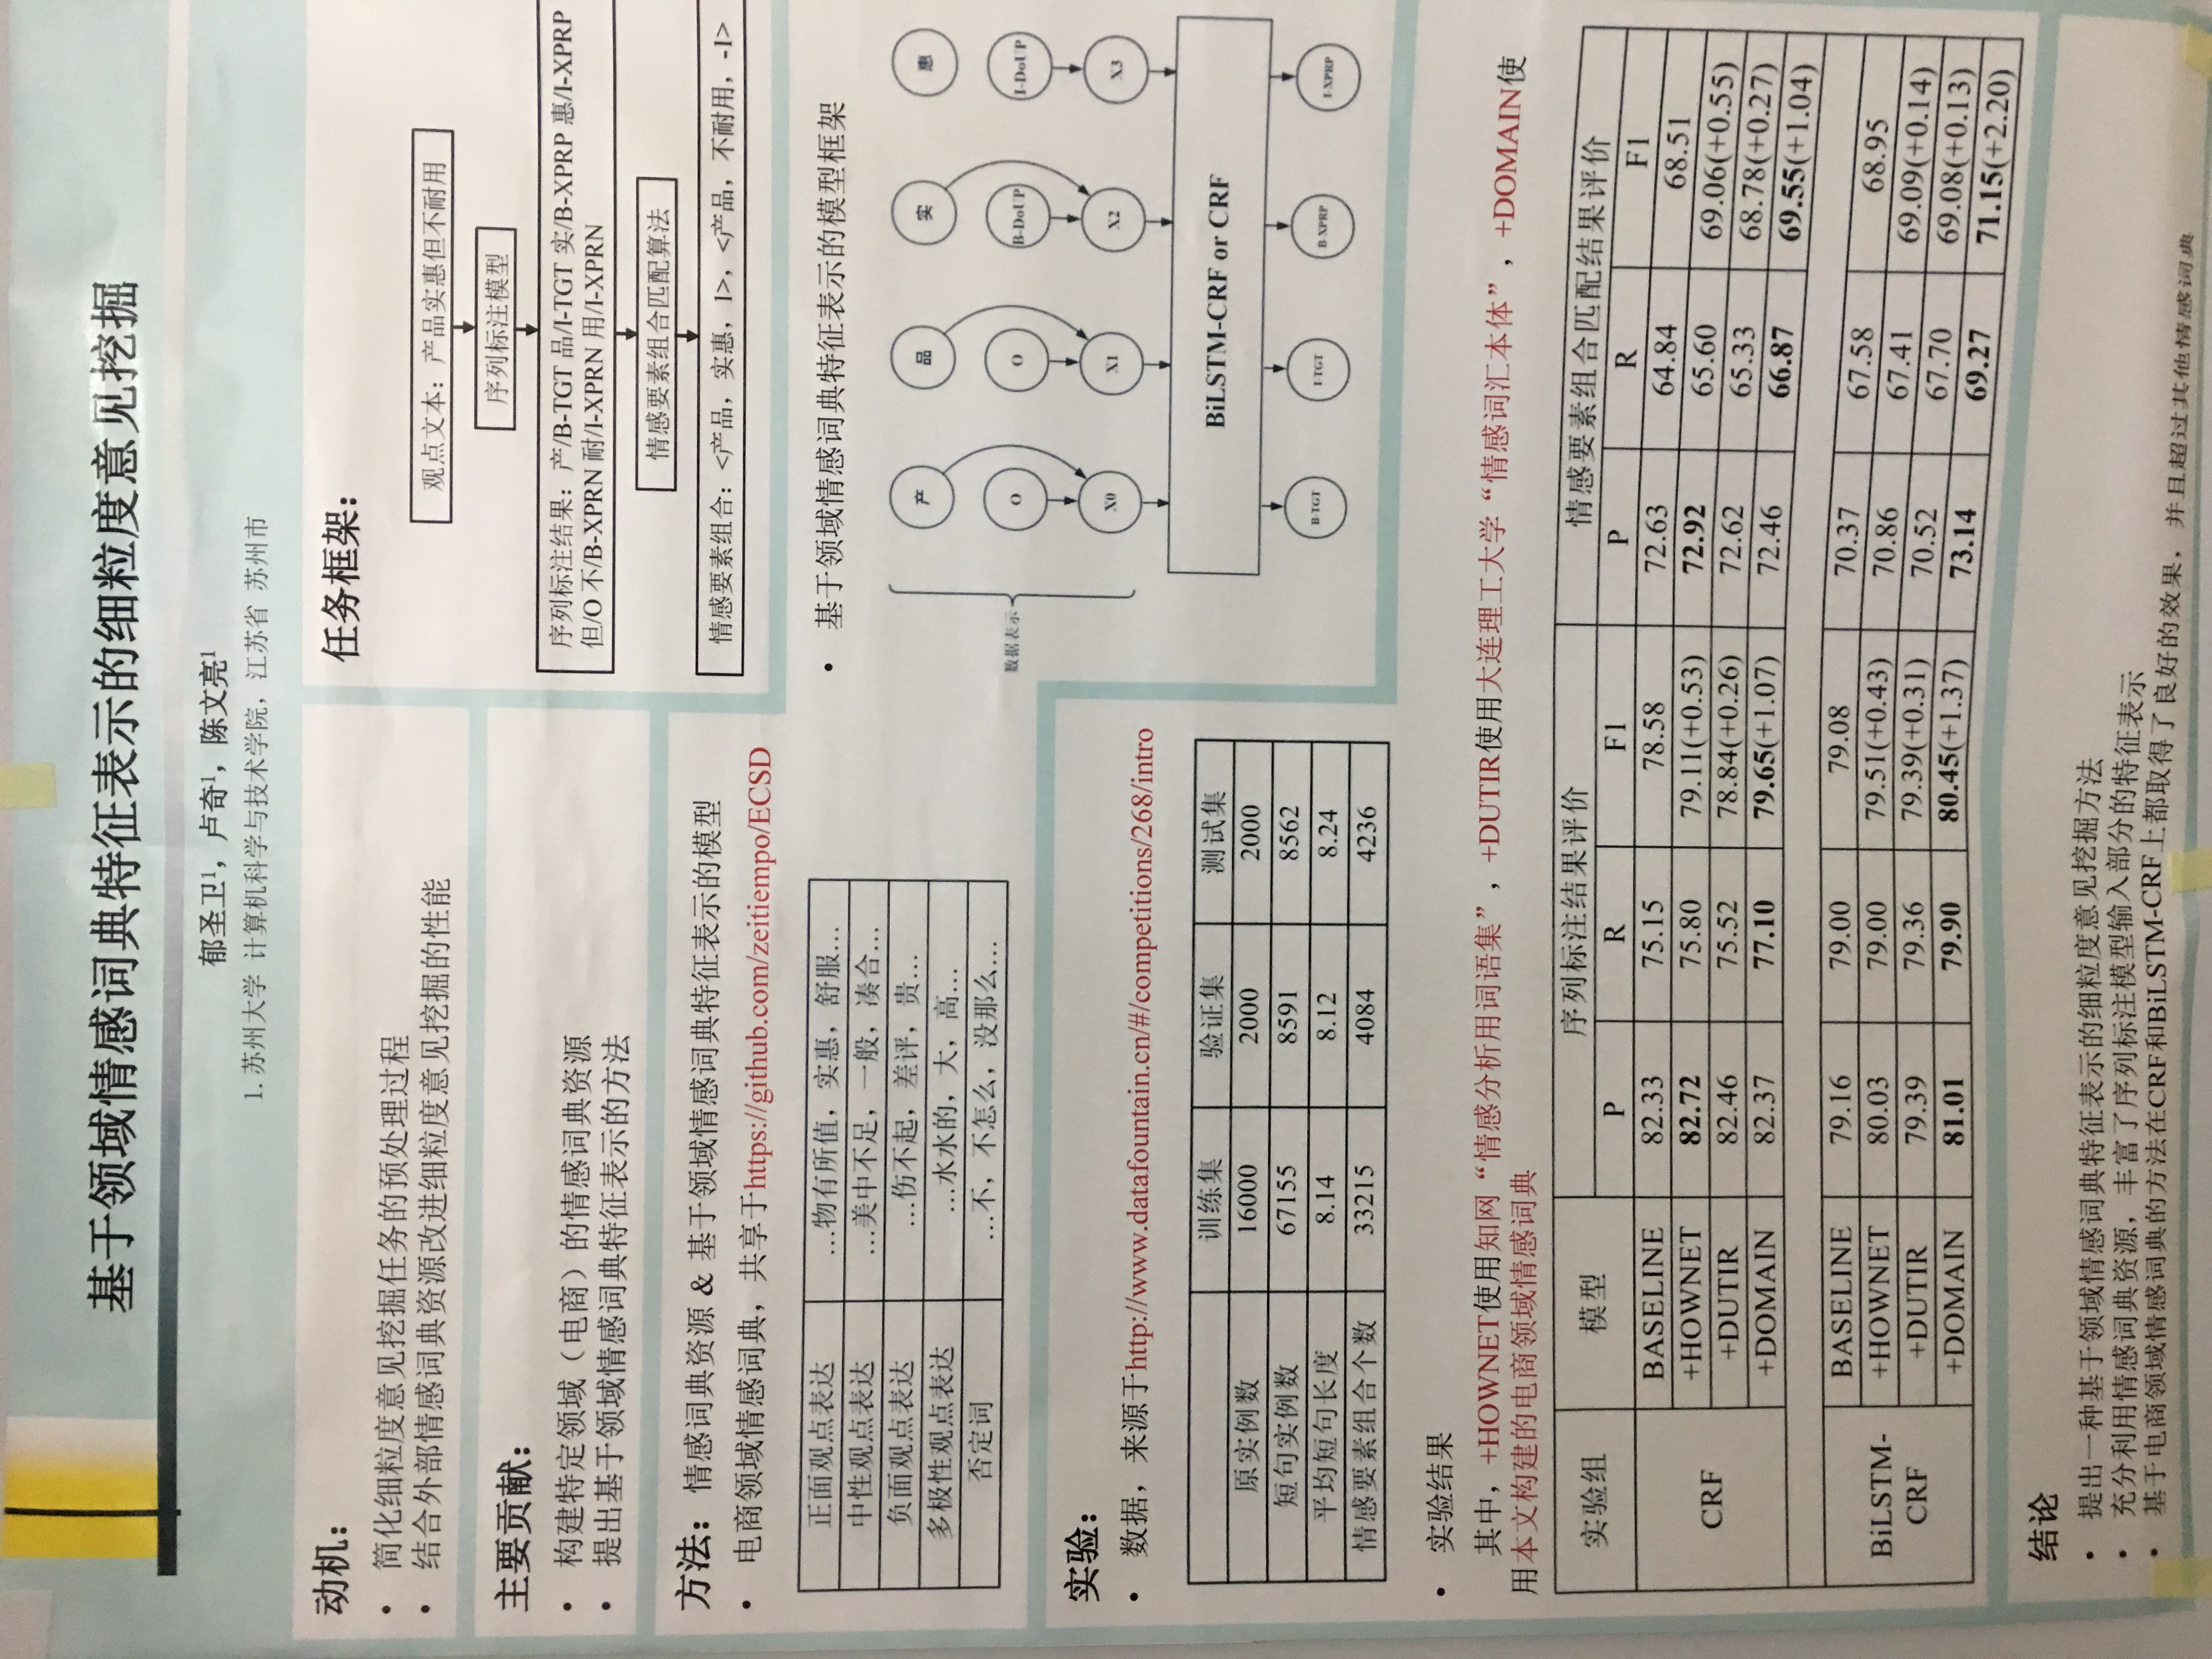 基于领域情感词典特征表示的细粒度意见挖掘
郁圣卫1，卢奇1，陈文亮1
1. 苏州大学 计算机科学与技术学院，江苏省 苏州市
动机：
• 简化细粒度意见挖掘任务的预处理过程
• 结合外部情感词典资源改进细粒度意见挖掘的性能
主要贡献：
• 构建特定领域（电商）的情感词典资源
• 提出基于领域情感词典特征表示的方法
方法：情感词典资源 & 基于领域情感词典特征表示的模型
• 电商领域情感词典，共享于https://github.com/zeitiempo/ECSD
正面观点表达 …物有所值，实惠，舒服…
中性观点表达 …美中不足，一般，凑合…
负面观点表达 …伤不起，差评，贵…
多极性观点表达 …水水的，大，高…
否定词 …不，不怎么，没那么…
任务框架：
观点文本：产品实惠但不耐用
序列标注模型
序列标注结果：产/B-TGT 品/I-TGT 实/B-XPRP 惠/I-XPRP
但/O 不/B-XPRN 耐/I-XPRN 用/I-XPRN
情感要素组合匹配算法
情感要素组合：<产品，实惠，1>，<产品，不耐用，-1>
• 基于领域情感词典特征表示的模型框架
产 品 实 惠
数据表示
O O B-DoUP I-DoUP
X0 X1 X2 X3
BiLSTM-CRF or CRF
B-TGT I-TGT B-XPRP I-XPRP
实验：
• 数据，来源于http://www.datafountain.cn/#/competitions/268/intro
训练集 验证集 测试集
原实例数 16000 2000 2000
短句实例数 67155 8591 8562
平均短句长度 8.14 8.12 8.24
情感要素组合个数 33215 4084 4236
• 实验结果
其中，+HOWNET使用知网“情感分析用词语集”，+DUTIR使用大连理工大学“情感词汇本体”，+DOMAIN使
用本文构建的电商领域情感词典
实验组 模型 序列标注结果评价 情感要素组合匹配结果评价
P R F1 P R F1
CRF
BASELINE 82.33 75.15 78.58 72.63 64.84 68.51
+HOWNET 82.72 75.80 79.11(+0.53) 72.92 65.60 69.06(+0.55)
+DUTIR 82.46 75.52 78.84(+0.26) 72.62 65.33 68.78(+0.27)
+DOMAIN 82.37 77.10 79.65(+1.07) 72.46 66.87 69.55(+1.04)
BiLSTM-
CRF
BASELINE 79.16 79.00 79.08 70.37 67.58 68.95
+HOWNET 80.03 79.00 79.51(+0.43) 70.86 67.41 69.09(+0.14)
+DUTIR 79.39 79.36 79.39(+0.31) 70.52 67.70 69.08(+0.13)
+DOMAIN 81.01 79.90 80.45(+1.37) 73.14 69.27 71.15(+2.20)
结论
• 提出一种基于领域情感词典特征表示的细粒度意见挖掘方法
• 充分利用情感词典资源，丰富了序列标注模型输入部分的特征表示
• 基于电商领域情感词典的方法在CRF和BiLSTM-CRF上都取得了良好的效果，并且超过其他情感词典